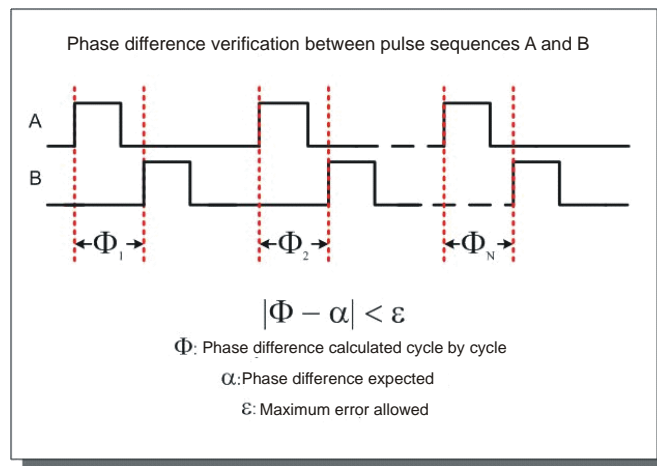 Phase difference verification between pulse sequences A and B
A
B
Φ₁ Φ₂ Φ_N
|Φ − α| < ε
Φ: Phase difference calculated cycle by cycle
α:Phase difference expected
ε: Maximum error allowed